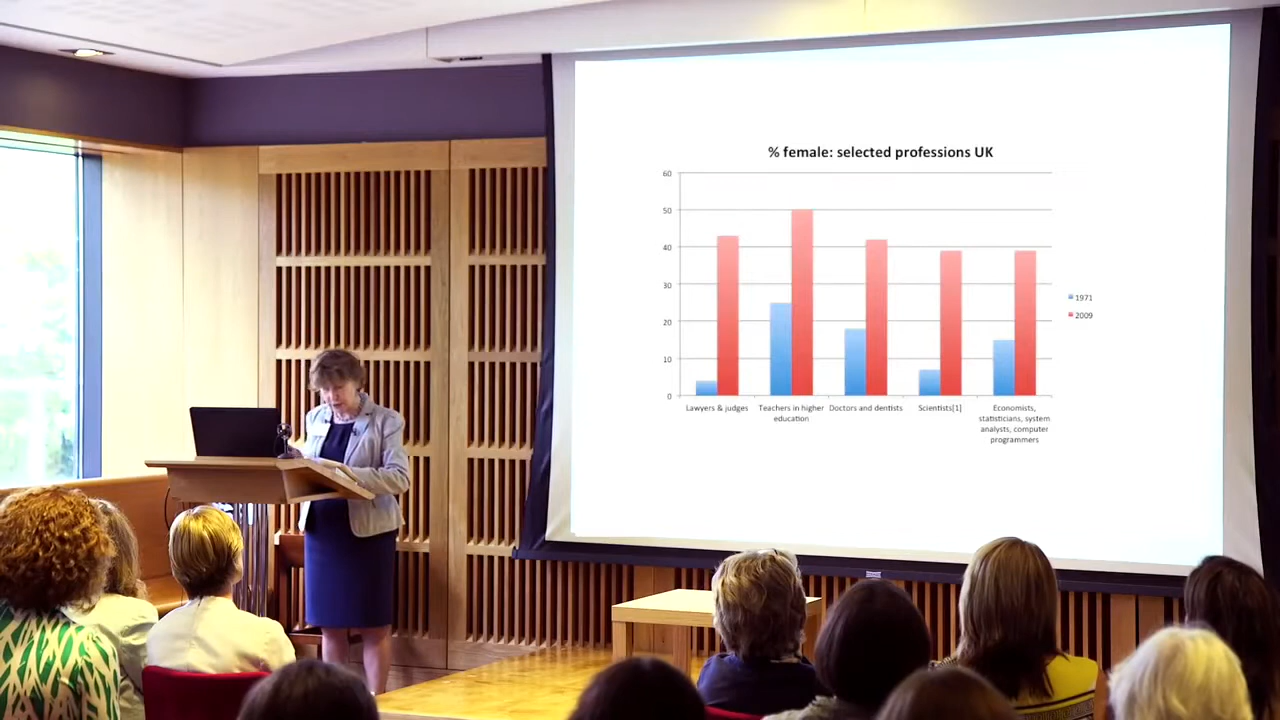 % female: selected professions UK
60
50
40
30
20
10
0
Lawyers & judges
Teachers in higher
education
Doctors and dentists
Scientists[1]
Economists,
statisticians, system
analysts, computer
programmers
1971
2009